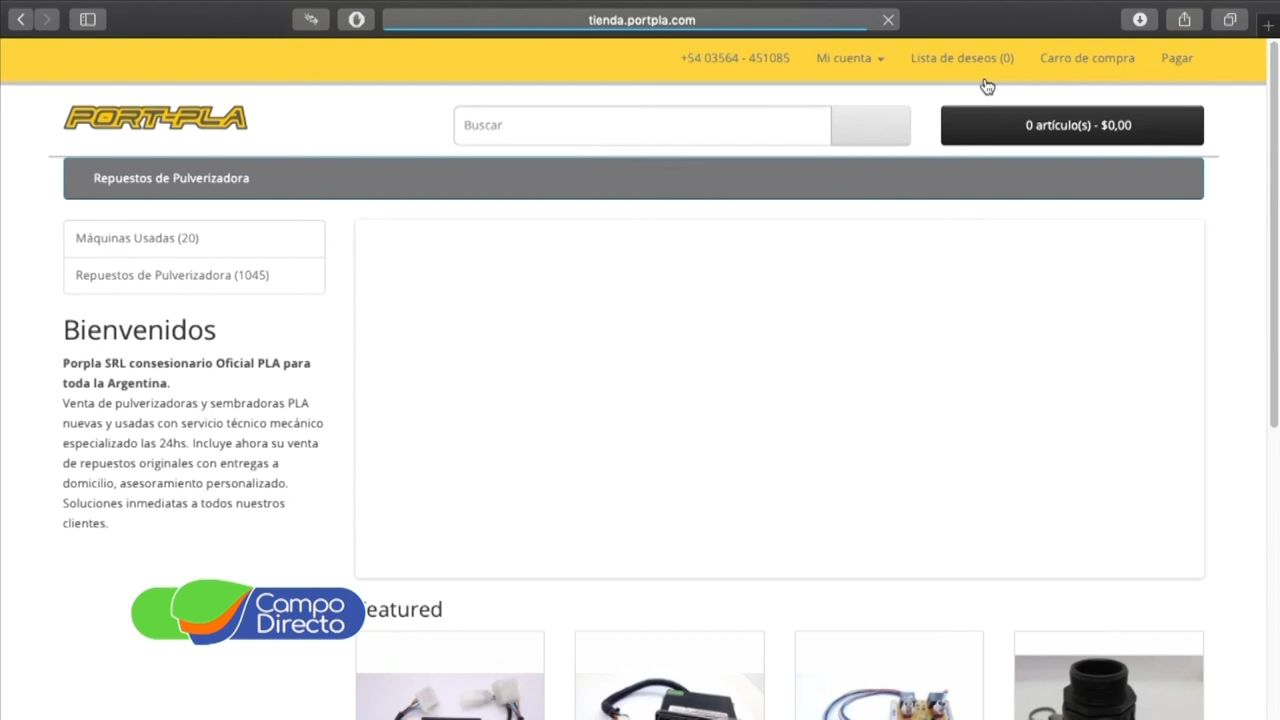 tienda.portpla.com
+54 03564 - 451085
Mi cuenta
Lista de deseos (0)
Carro de compra
Pagar
PORT-PLA
Buscar
0 artículo(s) - $0,00
Repuestos de Pulverizadora
Máquinas Usadas (20)
Repuestos de Pulverizadora (1045)
Bienvenidos
Porpla SRL consesionario Oficial PLA para
toda la Argentina.
Venta de pulverizadoras y sembradoras PLA
nuevas y usadas con servicio técnico mecánico
especializado las 24hs. Incluye ahora su venta
de repuestos originales con entregas a
domicilio, asesoramiento personalizado.
Soluciones inmediatas a todos nuestros
clientes.
Campo
Directo
eatured